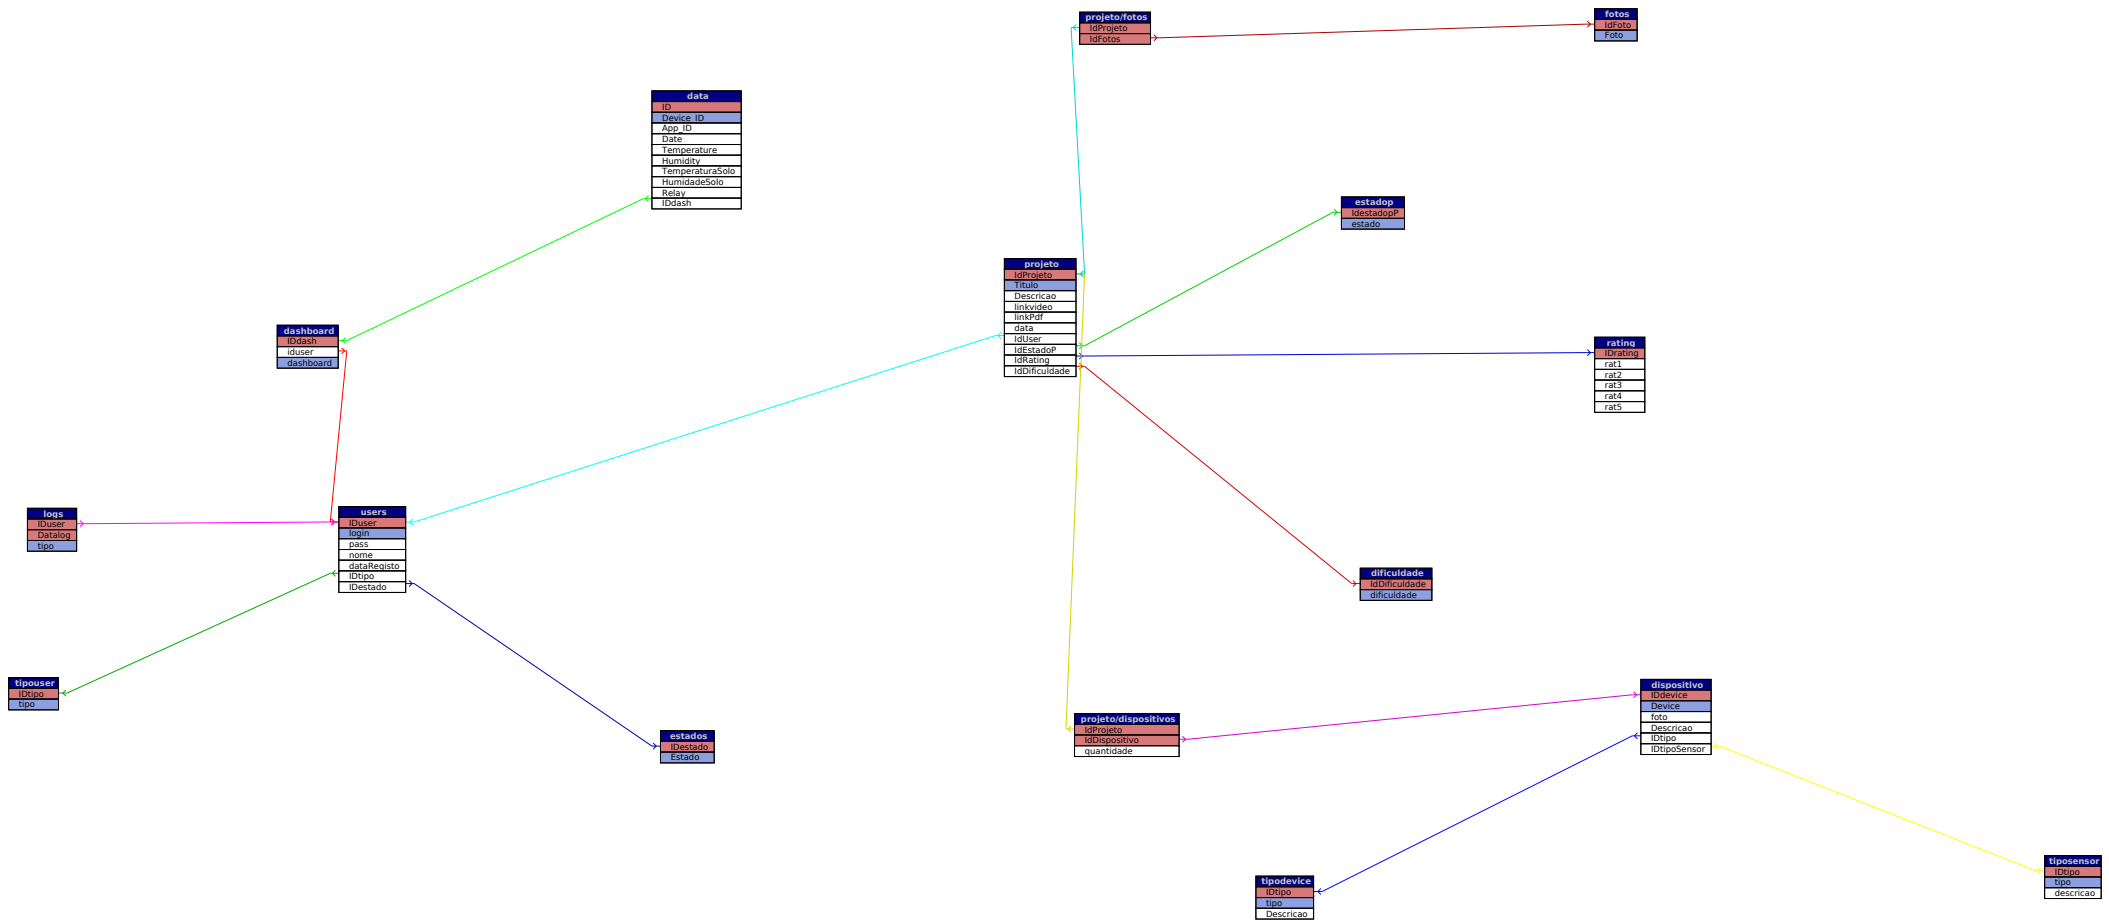 projeto/fotos
IdProjeto
IdFotos
fotos
IdFoto
Foto
data
ID
Device_ID
App_ID
Date
Temperature
Humidity
TemperaturaSolo
HumidadeSolo
Relay
IDdash
estadop
IdestadopP
estado
projeto
IdProjeto
Titulo
Descricao
linkvideo
linkPdf
data
IdUser
IdEstadoP
IdRating
IdDificuldade
dashboard
IDdash
iduser
dashboard
rating
IDrating
rat1
rat2
rat3
rat4
rat5
logs
IDuser
Datalog
tipo
users
IDuser
login
pass
nome
dataRegisto
IDtipo
IDestado
dificuldade
IdDificuldade
dificuldade
tipouser
IDtipo
tipo
estados
IDestado
Estado
projeto/dispositivos
IdProjeto
IdDispositivo
quantidade
dispositivo
IDdevice
Device
foto
Descricao
IDtipo
IDtipoSensor
tipodevice
IDtipo
tipo
Descricao
tiposensor
IDtipo
tipo
descricao